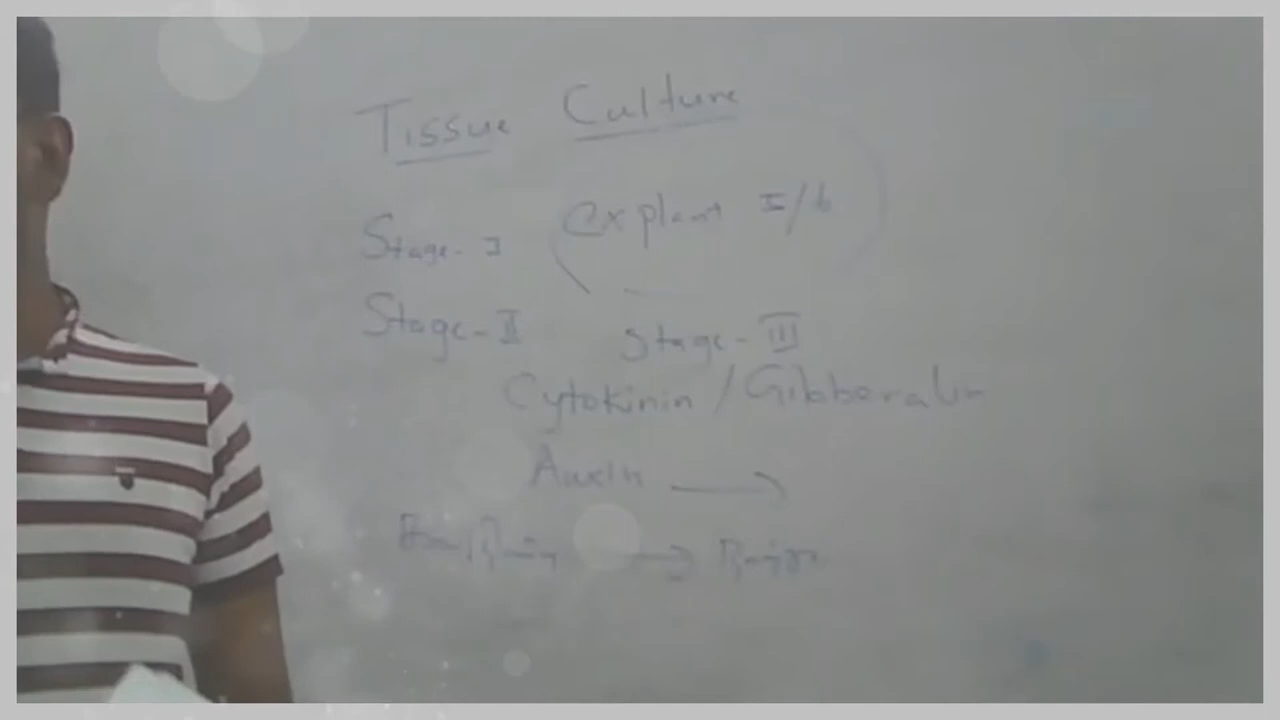 Tissue Culture
Stage-I explant I/b
Stage-II Stage-III
Cytokinin / Gibberalin
Auxin